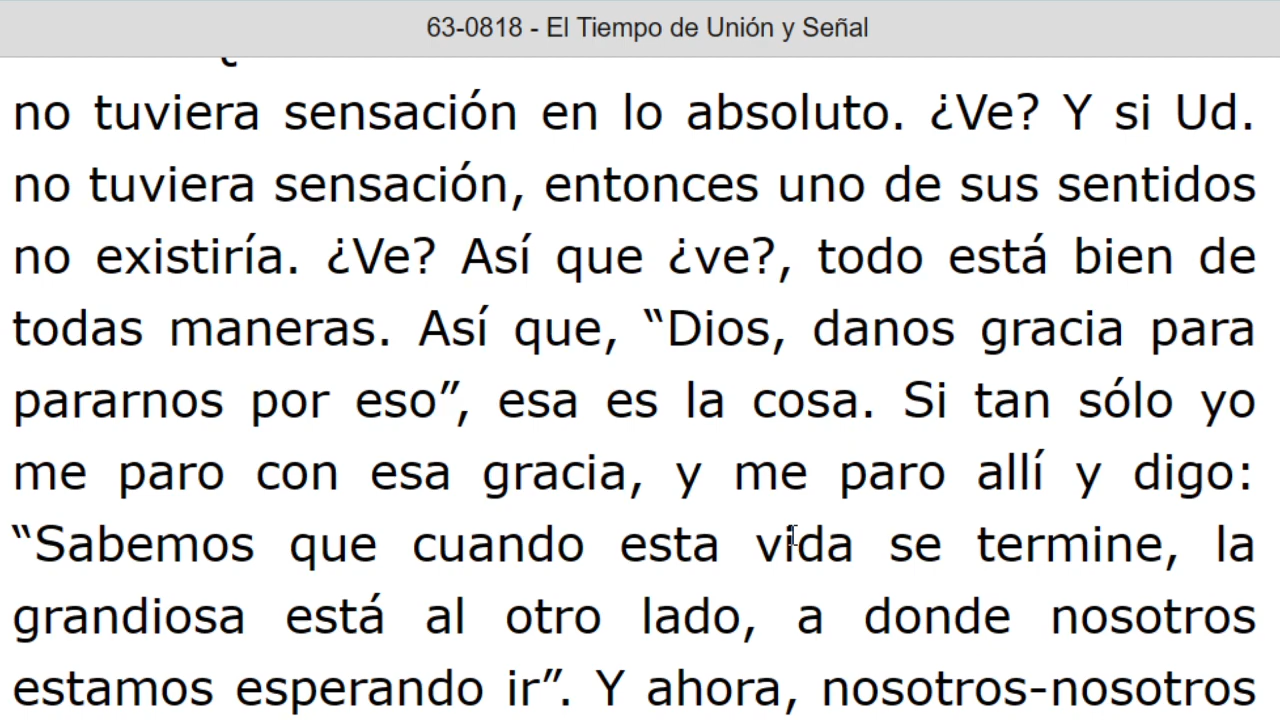 63-0818 - El Tiempo de Unión y Señal
no tuviera sensación en lo absoluto. ¿Ve? Y si Ud.
no tuviera sensación, entonces uno de sus sentidos
no existiría. ¿Ve? Así que ¿ve?, todo está bien de
todas maneras. Así que, “Dios, danos gracia para
pararnos por eso”, esa es la cosa. Si tan sólo yo
me paro con esa gracia, y me paro allí y digo:
“Sabemos que cuando esta vida se termine, la
grandiosa está al otro lado, a donde nosotros
estamos esperando ir”. Y ahora, nosotros-nosotros